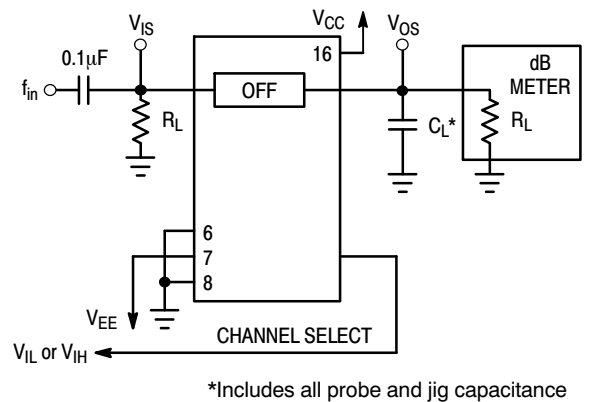 V_IS
V_CC
V_OS
0.1μF
16
dB
METER
f_in
OFF
R_L
C_L*
R_L
6
7
8
V_EE
CHANNEL SELECT
V_IL or V_IH
*Includes all probe and jig capacitance